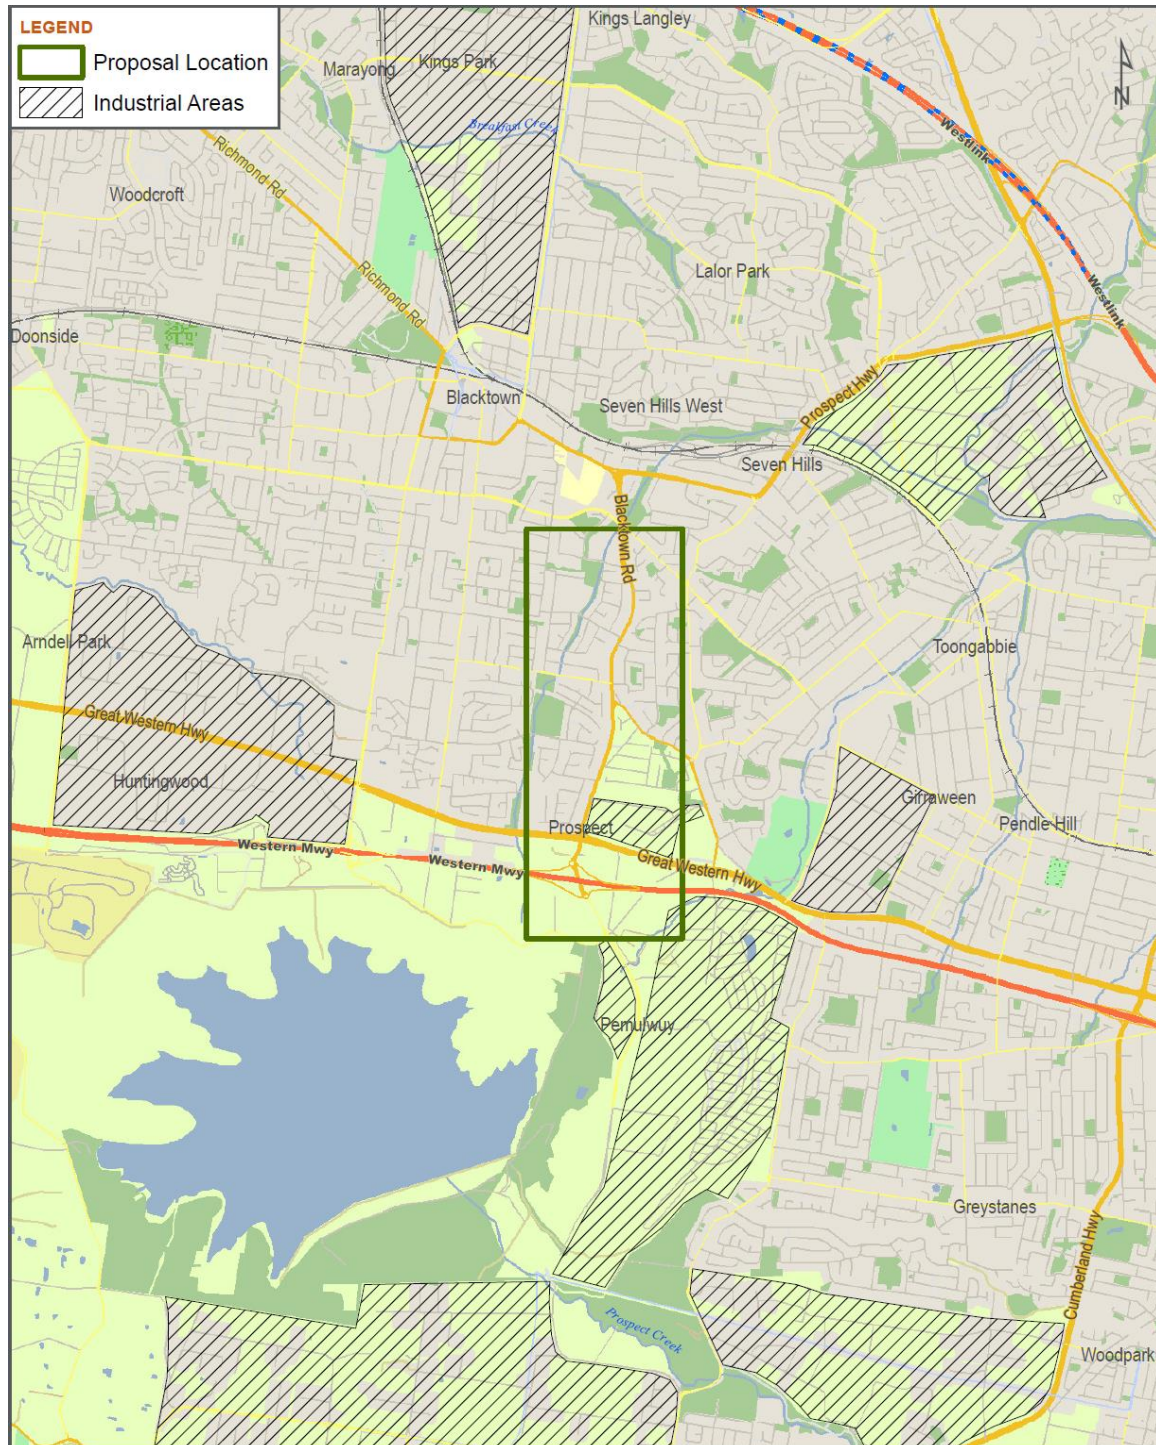 LEGEND
Proposal Location
Industrial Areas
Kings Langley
Marayong
Kings Park
N
Breakfast Creek
Westlink
Richmond Rd
Woodcroft
Richmond Rd
Lalor Park
Westlink
Doonside
Prospect Hwy
Blacktown
Seven Hills West
Seven Hills
Blacktown Rd
Arndell Park
Toongabbie
Great Western Hwy
Huntingwood
Girraween
Prospect
Pendle Hill
Western Mwy
Western Mwy
Great Western Hwy
Pemulwuy
Greystanes
Cumberland Hwy
Prospect Creek
Woodpark